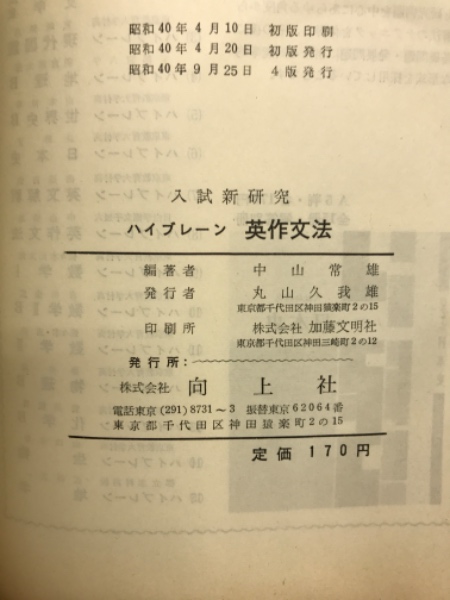 昭和40年4月10日 初版印刷
昭和40年4月20日 初版発行
昭和40年9月25日 4版発行
入試新研究
ハイブレーン 英作文法
編著者 中山常雄
発行者 丸山久我雄
東京都千代田区神田猿楽町2の15
印刷所 株式会社 加藤文明社
東京都千代田区神田三崎町2の12
発行所:
株式会社 向上社
電話東京(291)8731～3 振替東京62064番
東京都千代田区神田猿楽町2の15
定価 170円